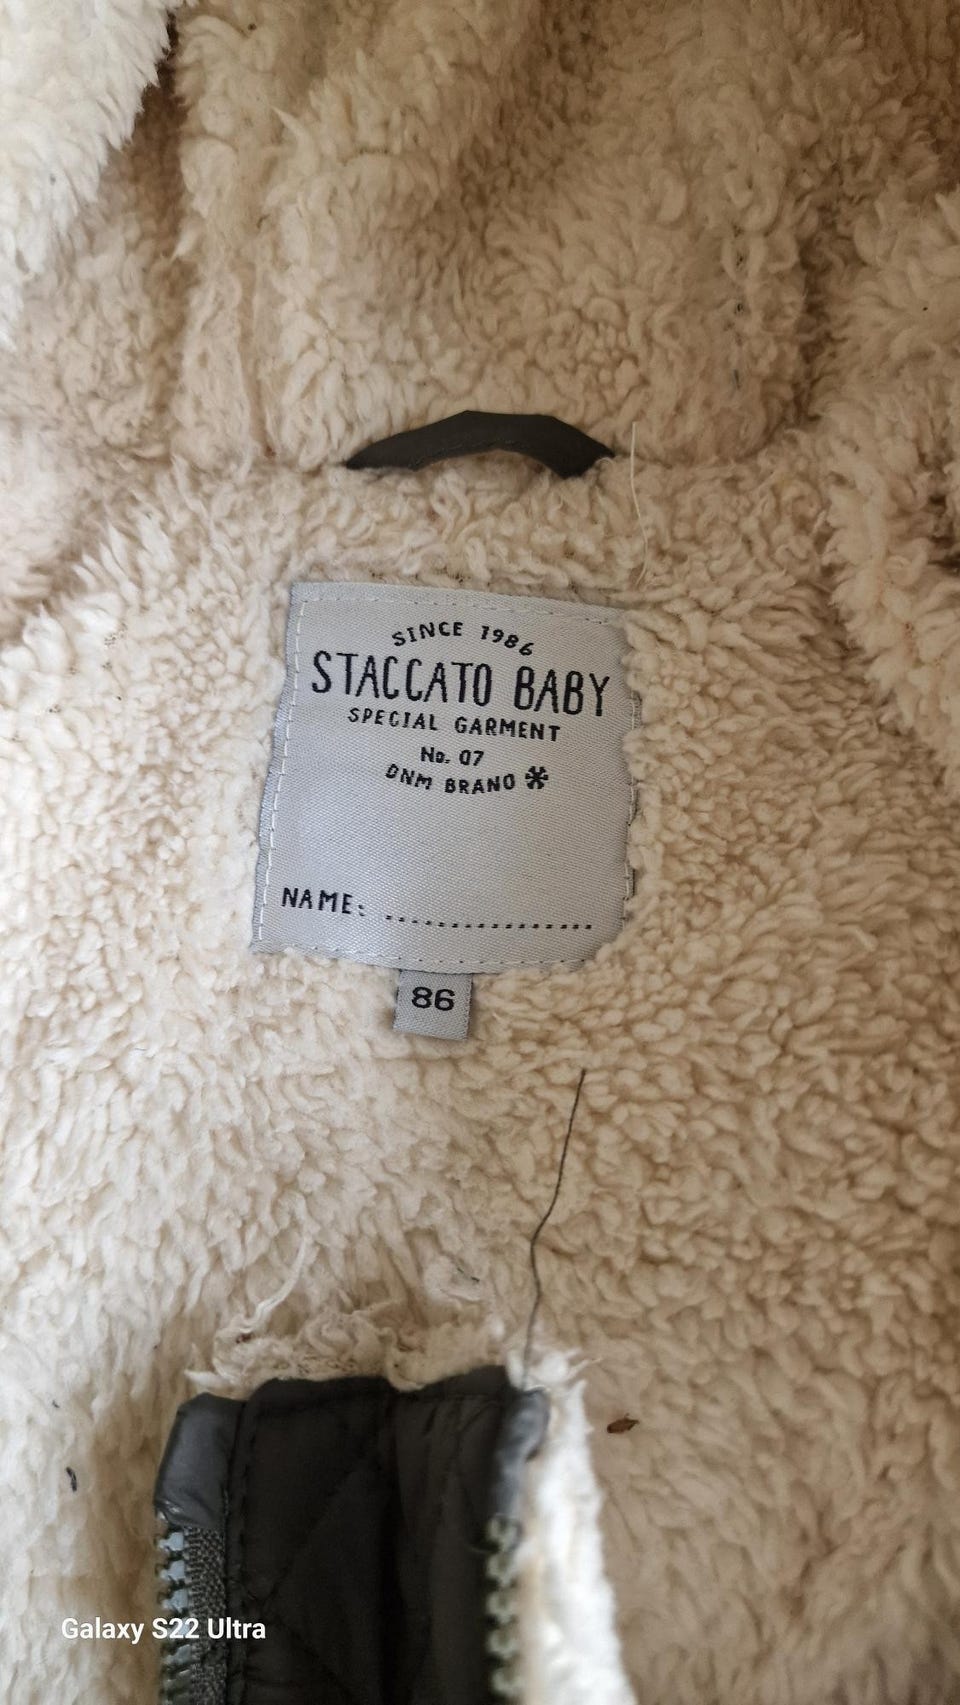 SINCE 1986
STACCATO BABY
SPECIAL GARMENT
No. 07
DNM BRAND
NAME: ................
86
Galaxy S22 Ultra